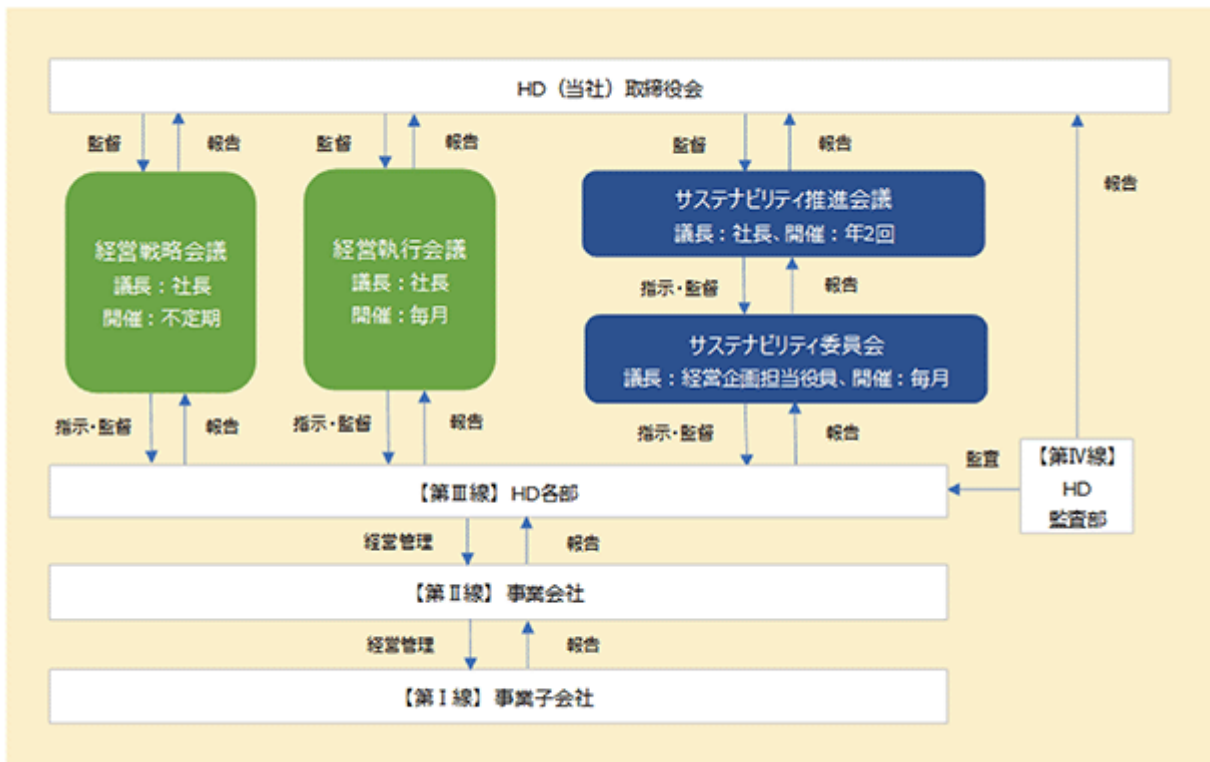 HD（当社）取締役会
監督
報告
監督
報告
監督
報告
報告
経営戦略会議
議長：社長
開催：不定期
経営執行会議
議長：社長
開催：毎月
サステナビリティ推進会議
議長：社長、開催：年2回
指示・監督
報告
サステナビリティ委員会
議長：経営企画担当役員、開催：毎月
指示・監督
報告
指示・監督
報告
指示・監督
報告
【第Ⅲ線】HD各部
監査
【第Ⅳ線】
HD
監査部
経営管理
報告
【第Ⅱ線】事業会社
経営管理
報告
【第Ⅰ線】事業子会社